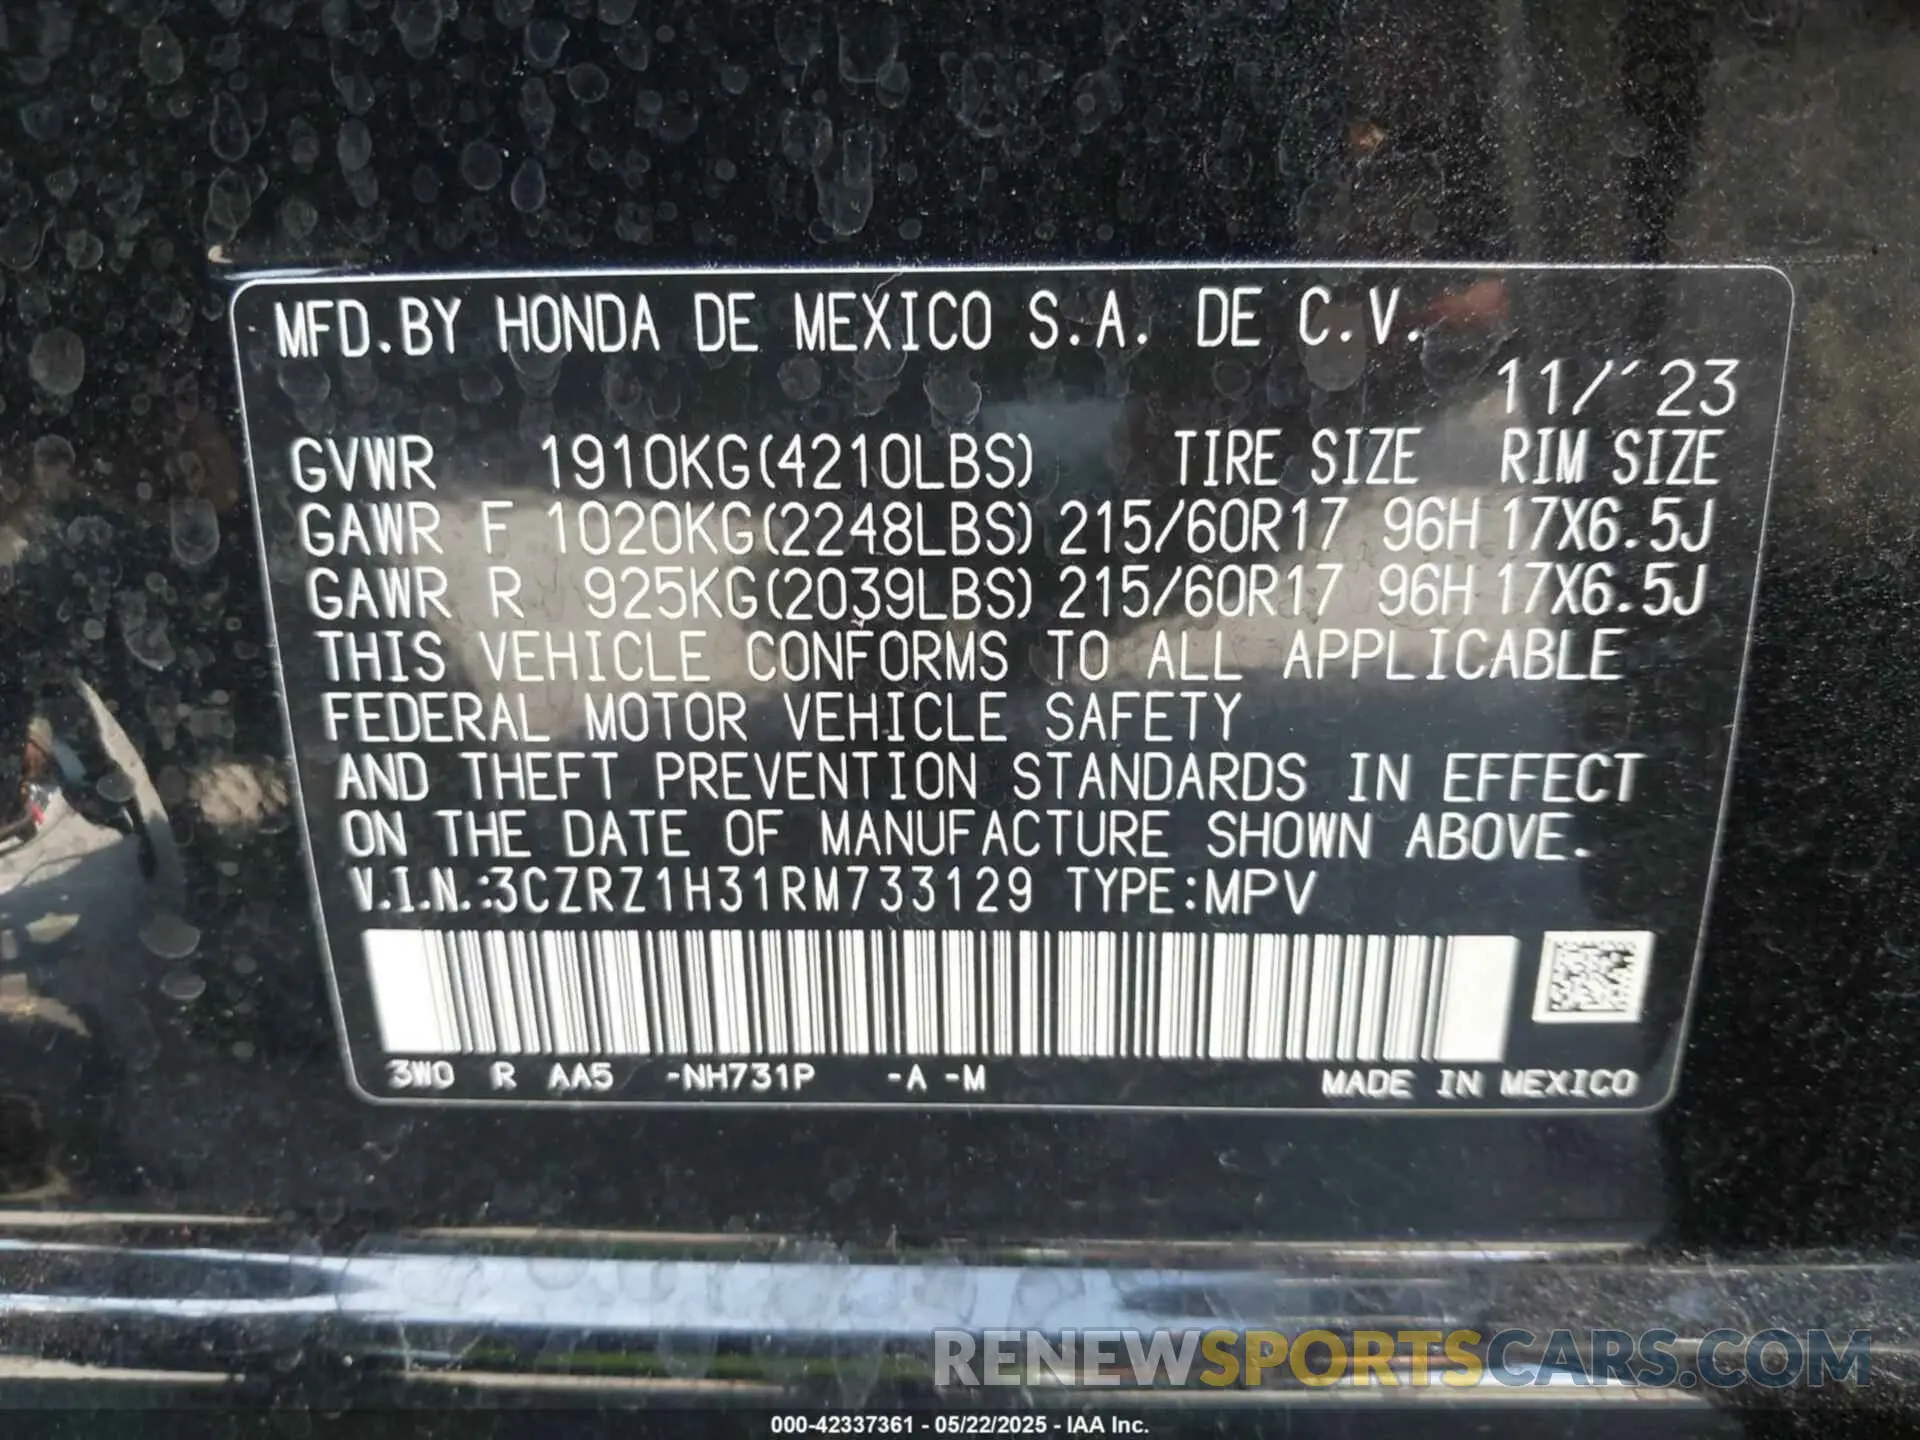 MFD.BY HONDA DE MEXICO S.A. DE C.V.
11/´23
GVWR 1910KG(4210LBS) TIRE SIZE RIM SIZE
GAWR F 1020KG(2248LBS) 215/60R17 96H 17X6.5J
GAWR R 925KG(2039LBS) 215/60R17 96H 17X6.5J
THIS VEHICLE CONFORMS TO ALL APPLICABLE
FEDERAL MOTOR VEHICLE SAFETY
AND THEFT PREVENTION STANDARDS IN EFFECT
ON THE DATE OF MANUFACTURE SHOWN ABOVE.
V.I.N.:3CZRZ1H31RM733129 TYPE:MPV
3W0 R AA5 -NH731P -A -M MADE IN MEXICO
RENEWSPORTSCARS.COM
000-42337361 - 05/22/2025 - IAA Inc.